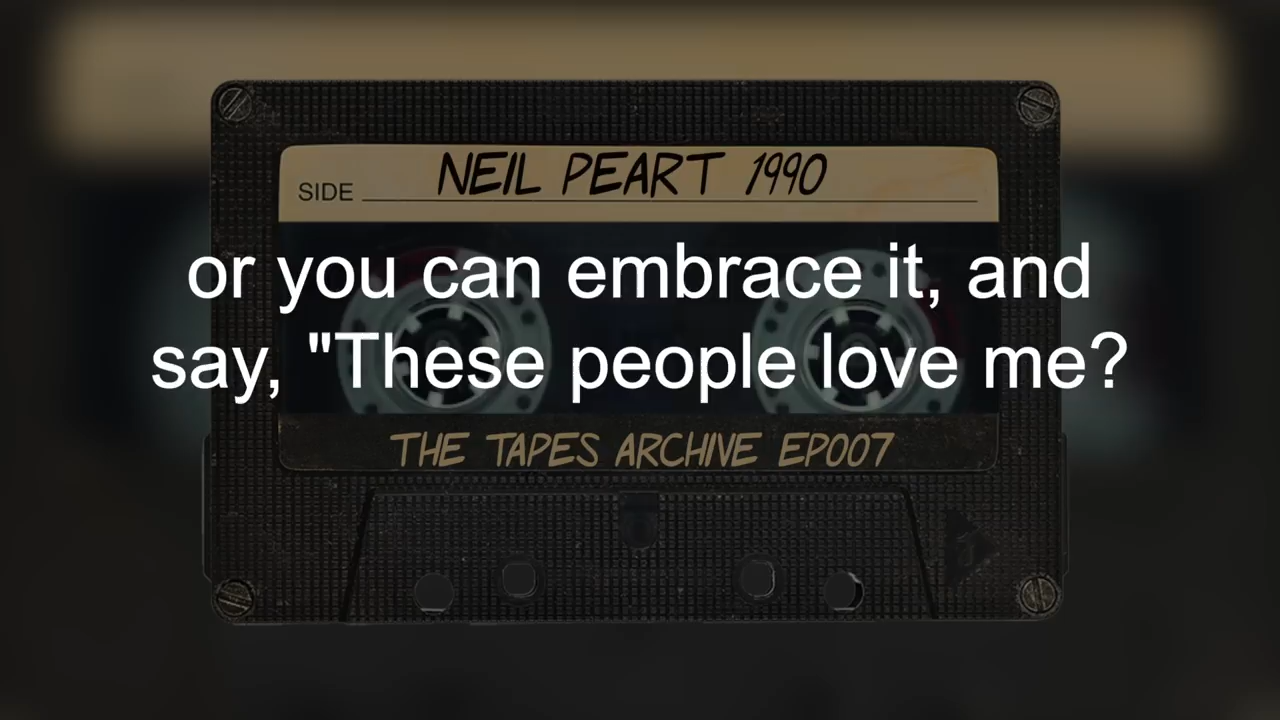 NEIL PEART 1990
SIDE
or you can embrace it, and
say, "These people love me?
THE TAPES ARCHIVE EP007